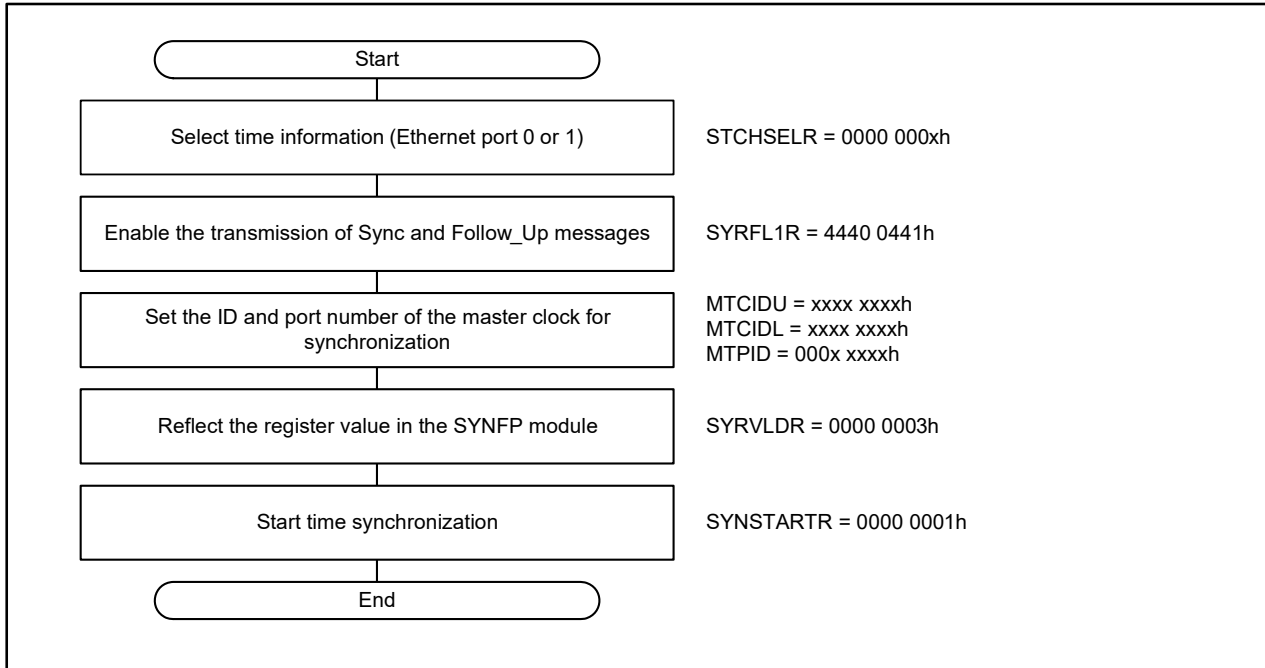 Start
Select time information (Ethernet port 0 or 1)
STCHSELR = 0000 000xh
Enable the transmission of Sync and Follow_Up messages
SYRFL1R = 4440 0441h
Set the ID and port number of the master clock for
synchronization
MTCIDU = xxxx xxxxh
MTCIDL = xxxx xxxxh
MTPID = 000x xxxxh
Reflect the register value in the SYNFP module
SYRVLDR = 0000 0003h
Start time synchronization
SYNSTARTR = 0000 0001h
End